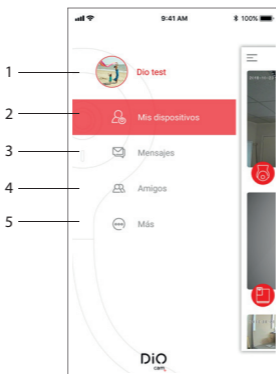 9:41 AM
100%
1
Dio test
2
Mis dispositivos
3
Mensajes
4
Amigos
5
Más
DiO
cam